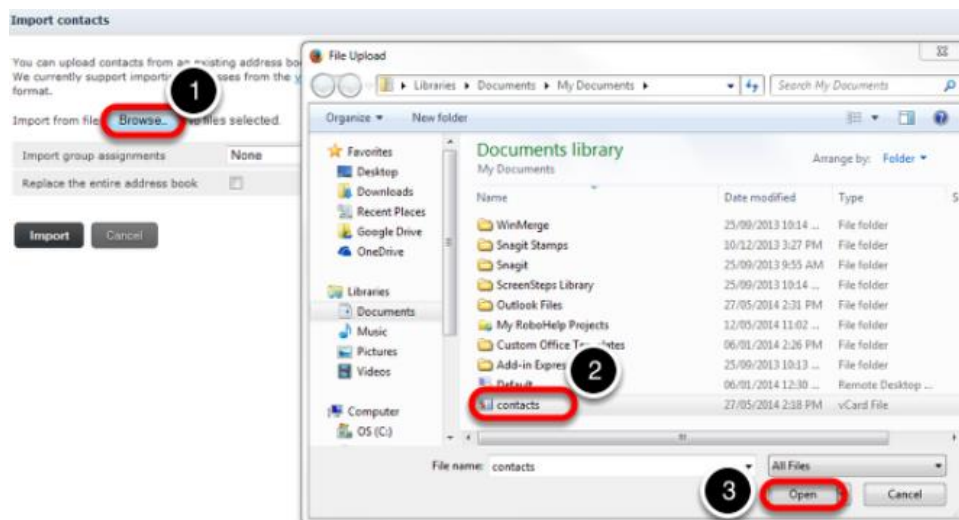 Import contacts
You can upload contacts from an existing address bo
We currently support importin sses from the
format.
Import from file Browse.. No files selected.
Import group assignments None
Replace the entire address book
Import Cancel
1
File Upload
Libraries Documents My Documents
Search My Documents
Organize New folder
Favorites
Desktop
Downloads
Recent Places
Google Drive
OneDrive
Libraries
Documents
Music
Pictures
Videos
Computer
OS (C:)
Documents library
My Documents
Arrange by: Folder
Name Date modified Type S
WinMerge 25/09/2013 10:14 ... File folder
Snagit Stamps 10/12/2013 3:27 PM File folder
Snagit 25/09/2013 9:55 AM File folder
ScreenSteps Library 25/09/2013 10:14 ... File folder
Outlook Files 27/05/2014 2:31 PM File folder
My RoboHelp Projects 12/05/2014 11:02 ... File folder
Custom Office Te tes 06/01/2014 2:26 PM File folder
Add-in Expres 25/09/2013 10:13 ... File folder
Default 06/01/2014 12:30 ... Remote Desktop ...
contacts 27/05/2014 2:18 PM vCard File
2
File name: contacts All Files
3
Open Cancel